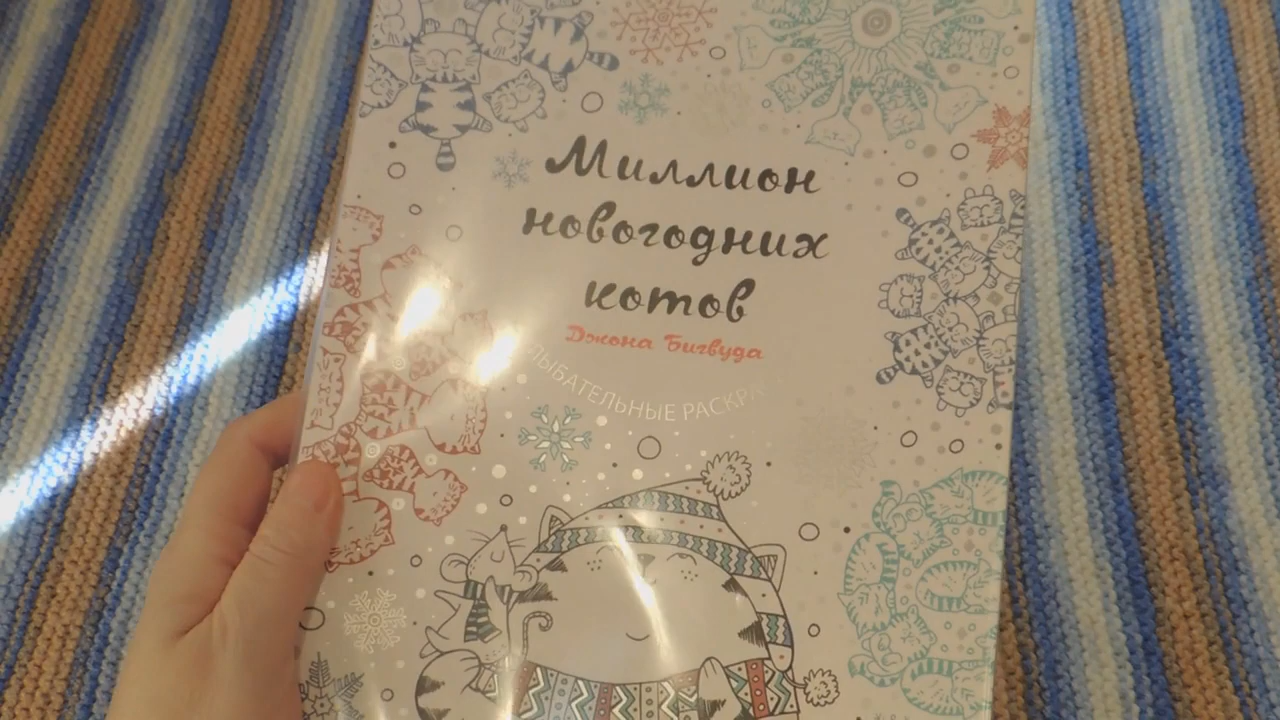 Миллион
новогодних
котов
Джона Бигвуда